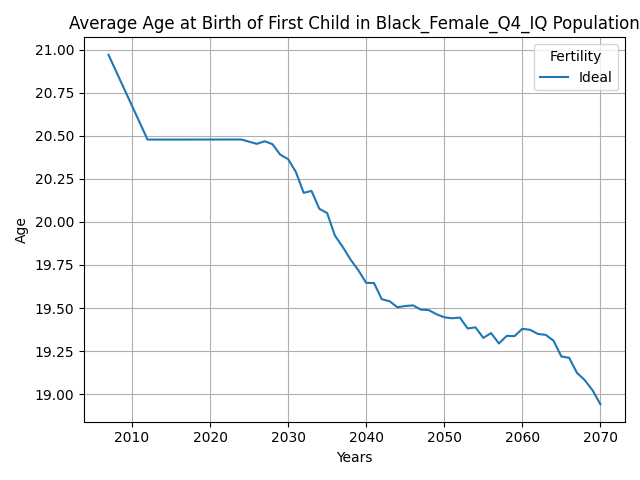 Average Age at Birth of First Child in Black_Female_Q4_IQ Population
Fertility
Ideal
21.00
20.75
20.50
20.25
20.00
19.75
19.50
19.25
19.00
Age
2010 2020 2030 2040 2050 2060 2070
Years